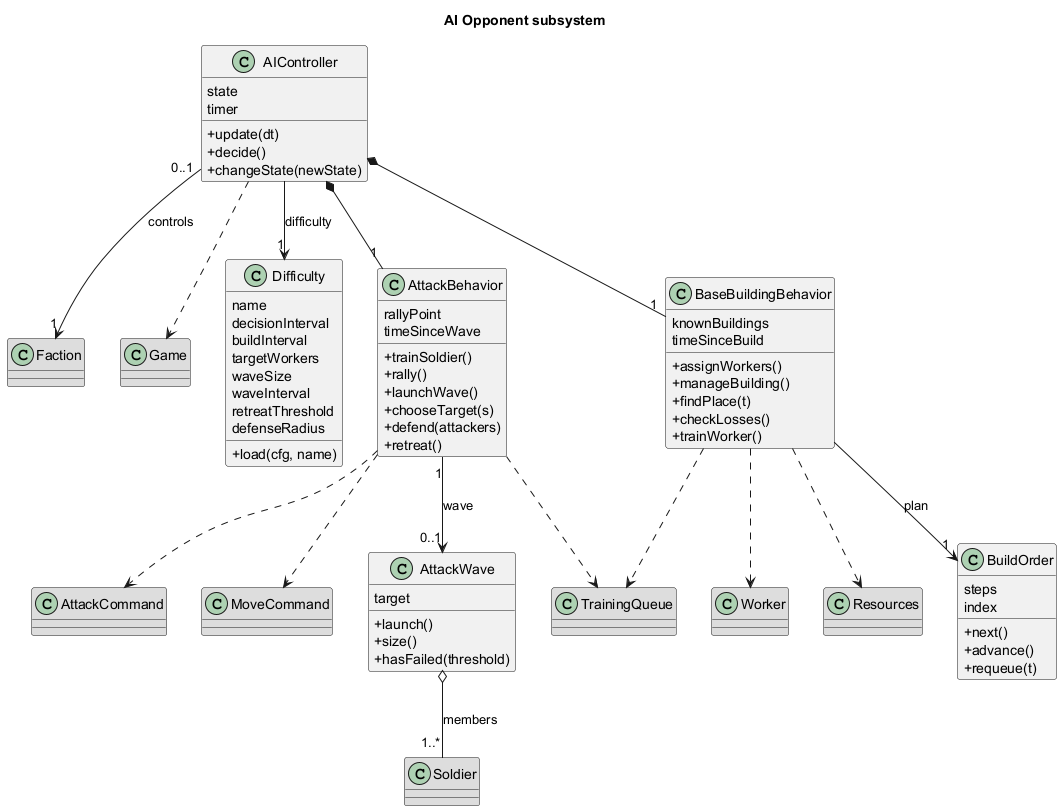 AI Opponent subsystem
C AIController
state
timer
+update(dt)
+decide()
+changeState(newState)
0..1
controls
difficulty
1
1
1
1
C Faction
C Game
C Difficulty
name
decisionInterval
buildInterval
targetWorkers
waveSize
waveInterval
retreatThreshold
defenseRadius
+load(cfg, name)
C AttackBehavior
rallyPoint
timeSinceWave
+trainSoldier()
+rally()
+launchWave()
+chooseTarget(s)
+defend(attackers)
+retreat()
C BaseBuildingBehavior
knownBuildings
timeSinceBuild
+assignWorkers()
+manageBuilding()
+findPlace(t)
+checkLosses()
+trainWorker()
1
wave
0..1
plan
1
C AttackCommand
C MoveCommand
C AttackWave
target
+launch()
+size()
+hasFailed(threshold)
C TrainingQueue
C Worker
C Resources
C BuildOrder
steps
index
+next()
+advance()
+requeue(t)
members
1..*
C Soldier